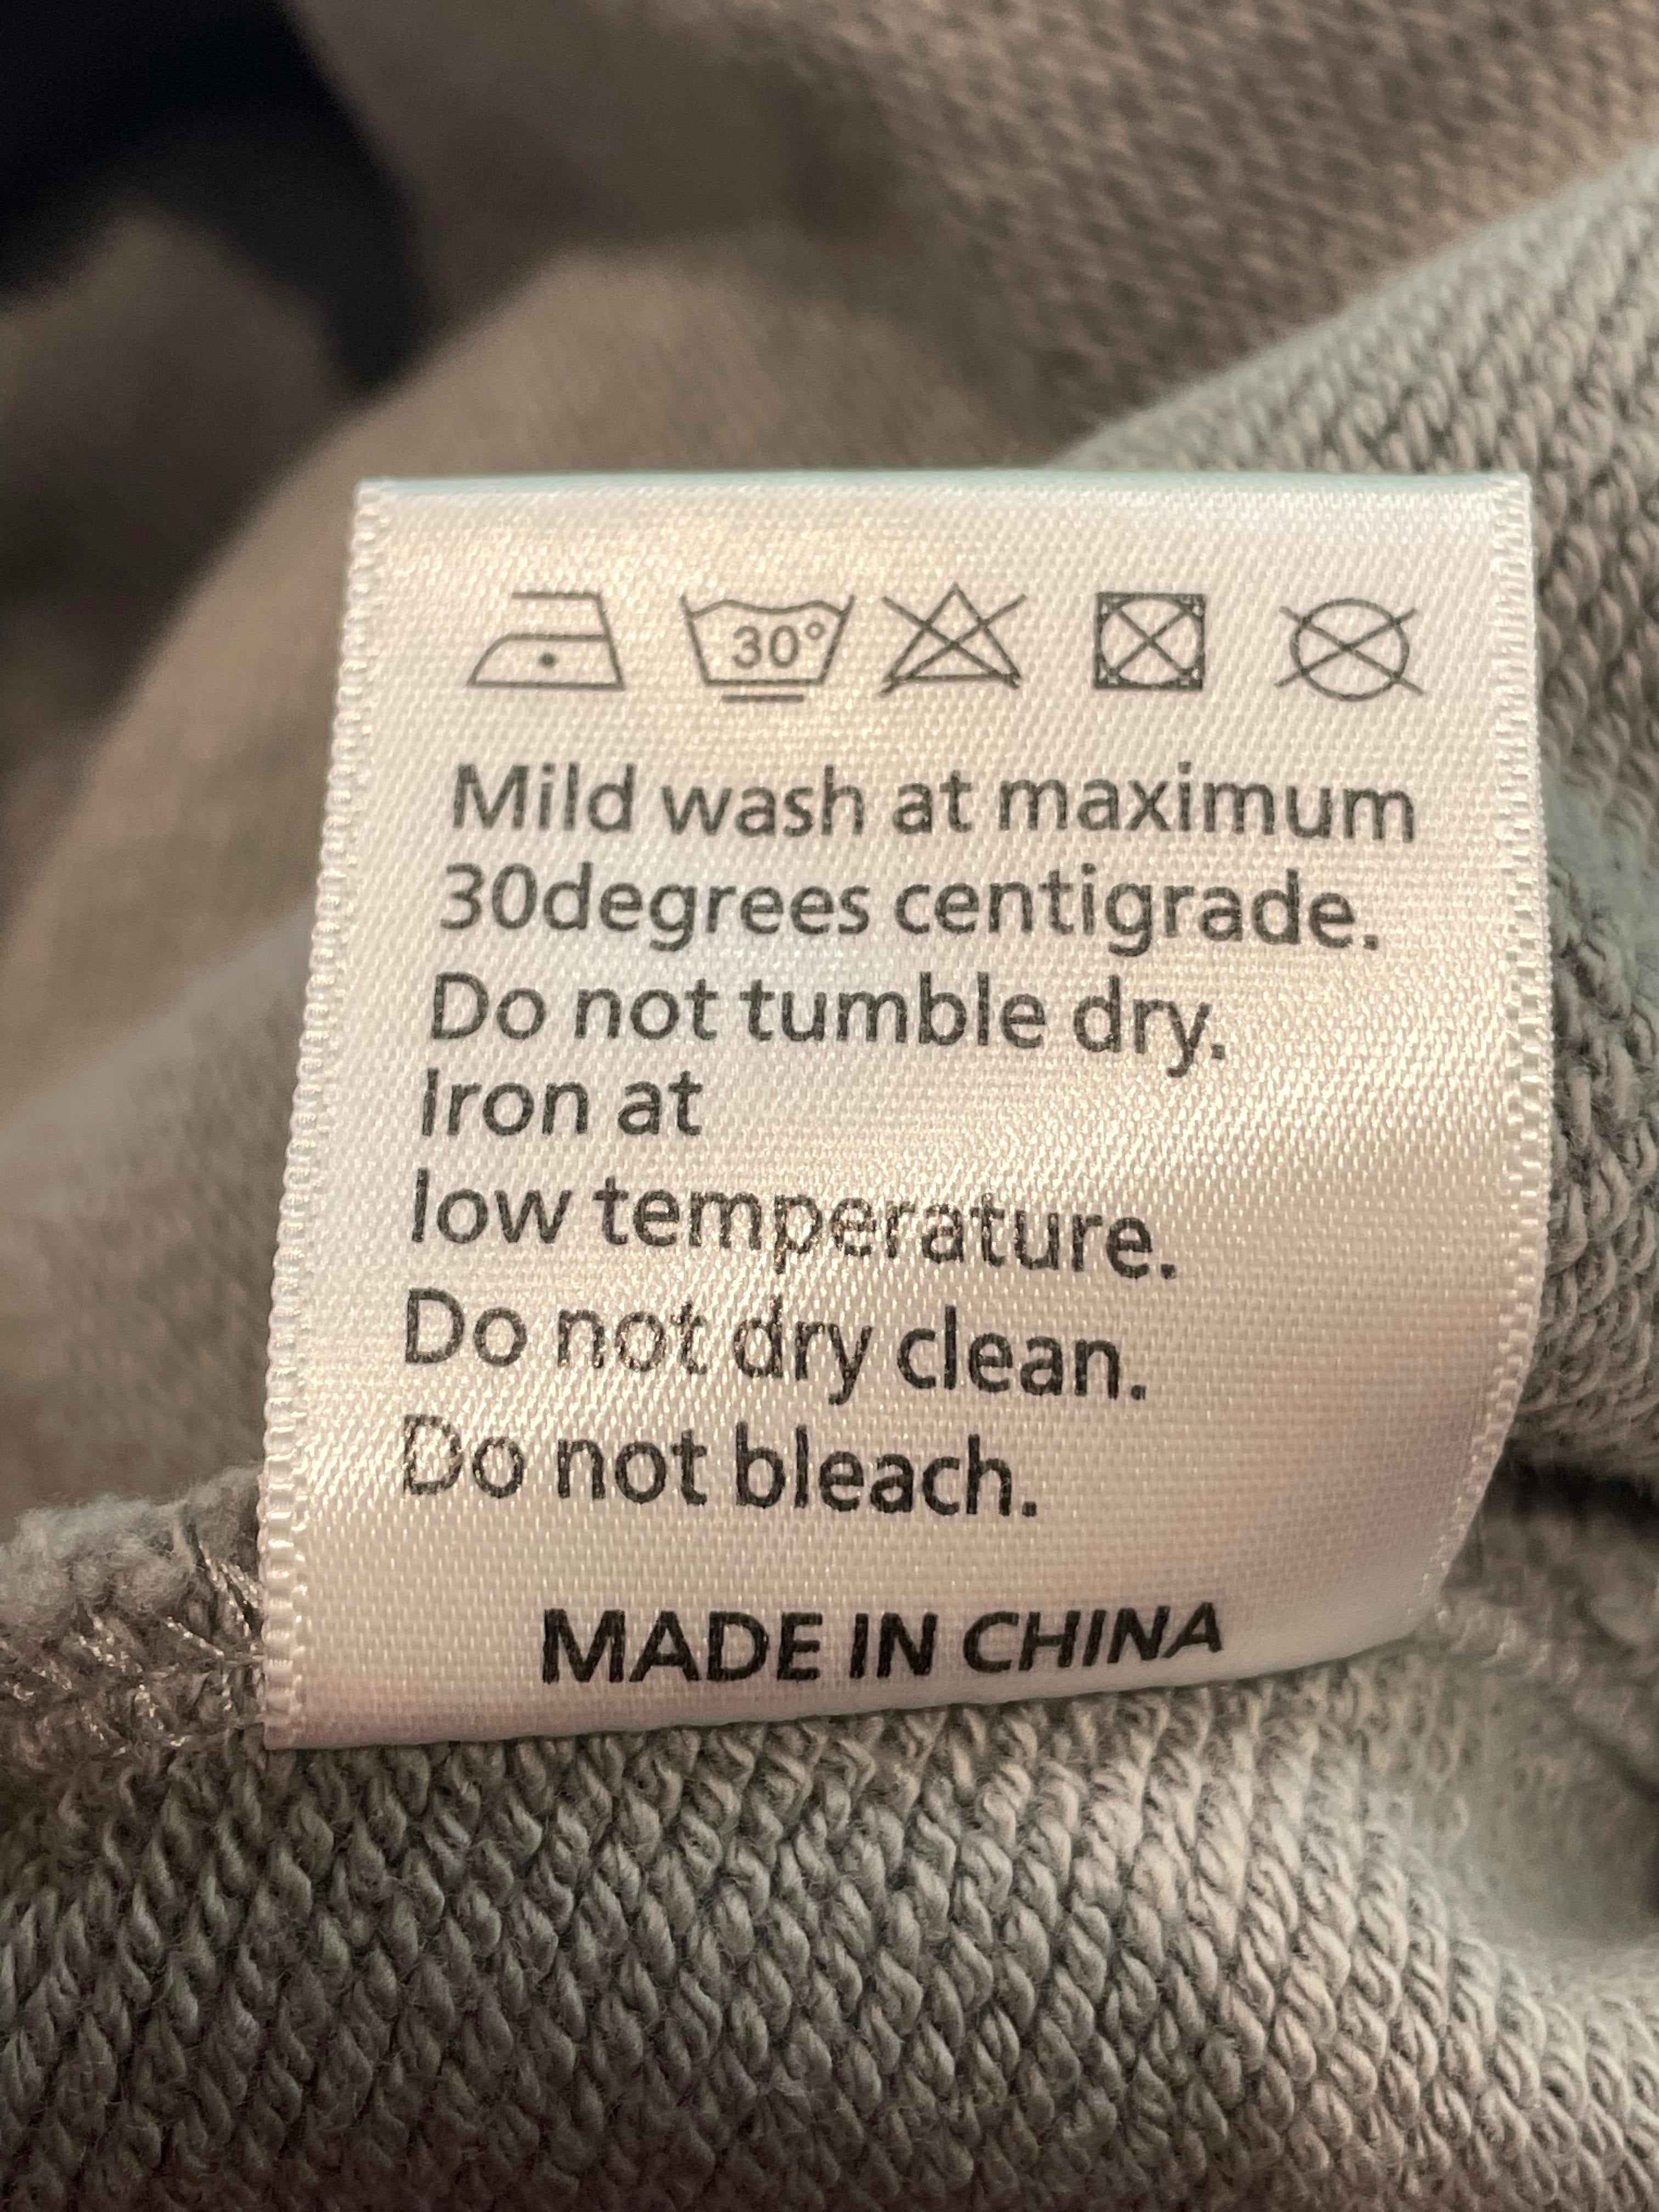 30°
Mild wash at maximum
30degrees centigrade.
Do not tumble dry.
Iron at
low temperature.
Do not dry clean.
Do not bleach.
MADE IN CHINA